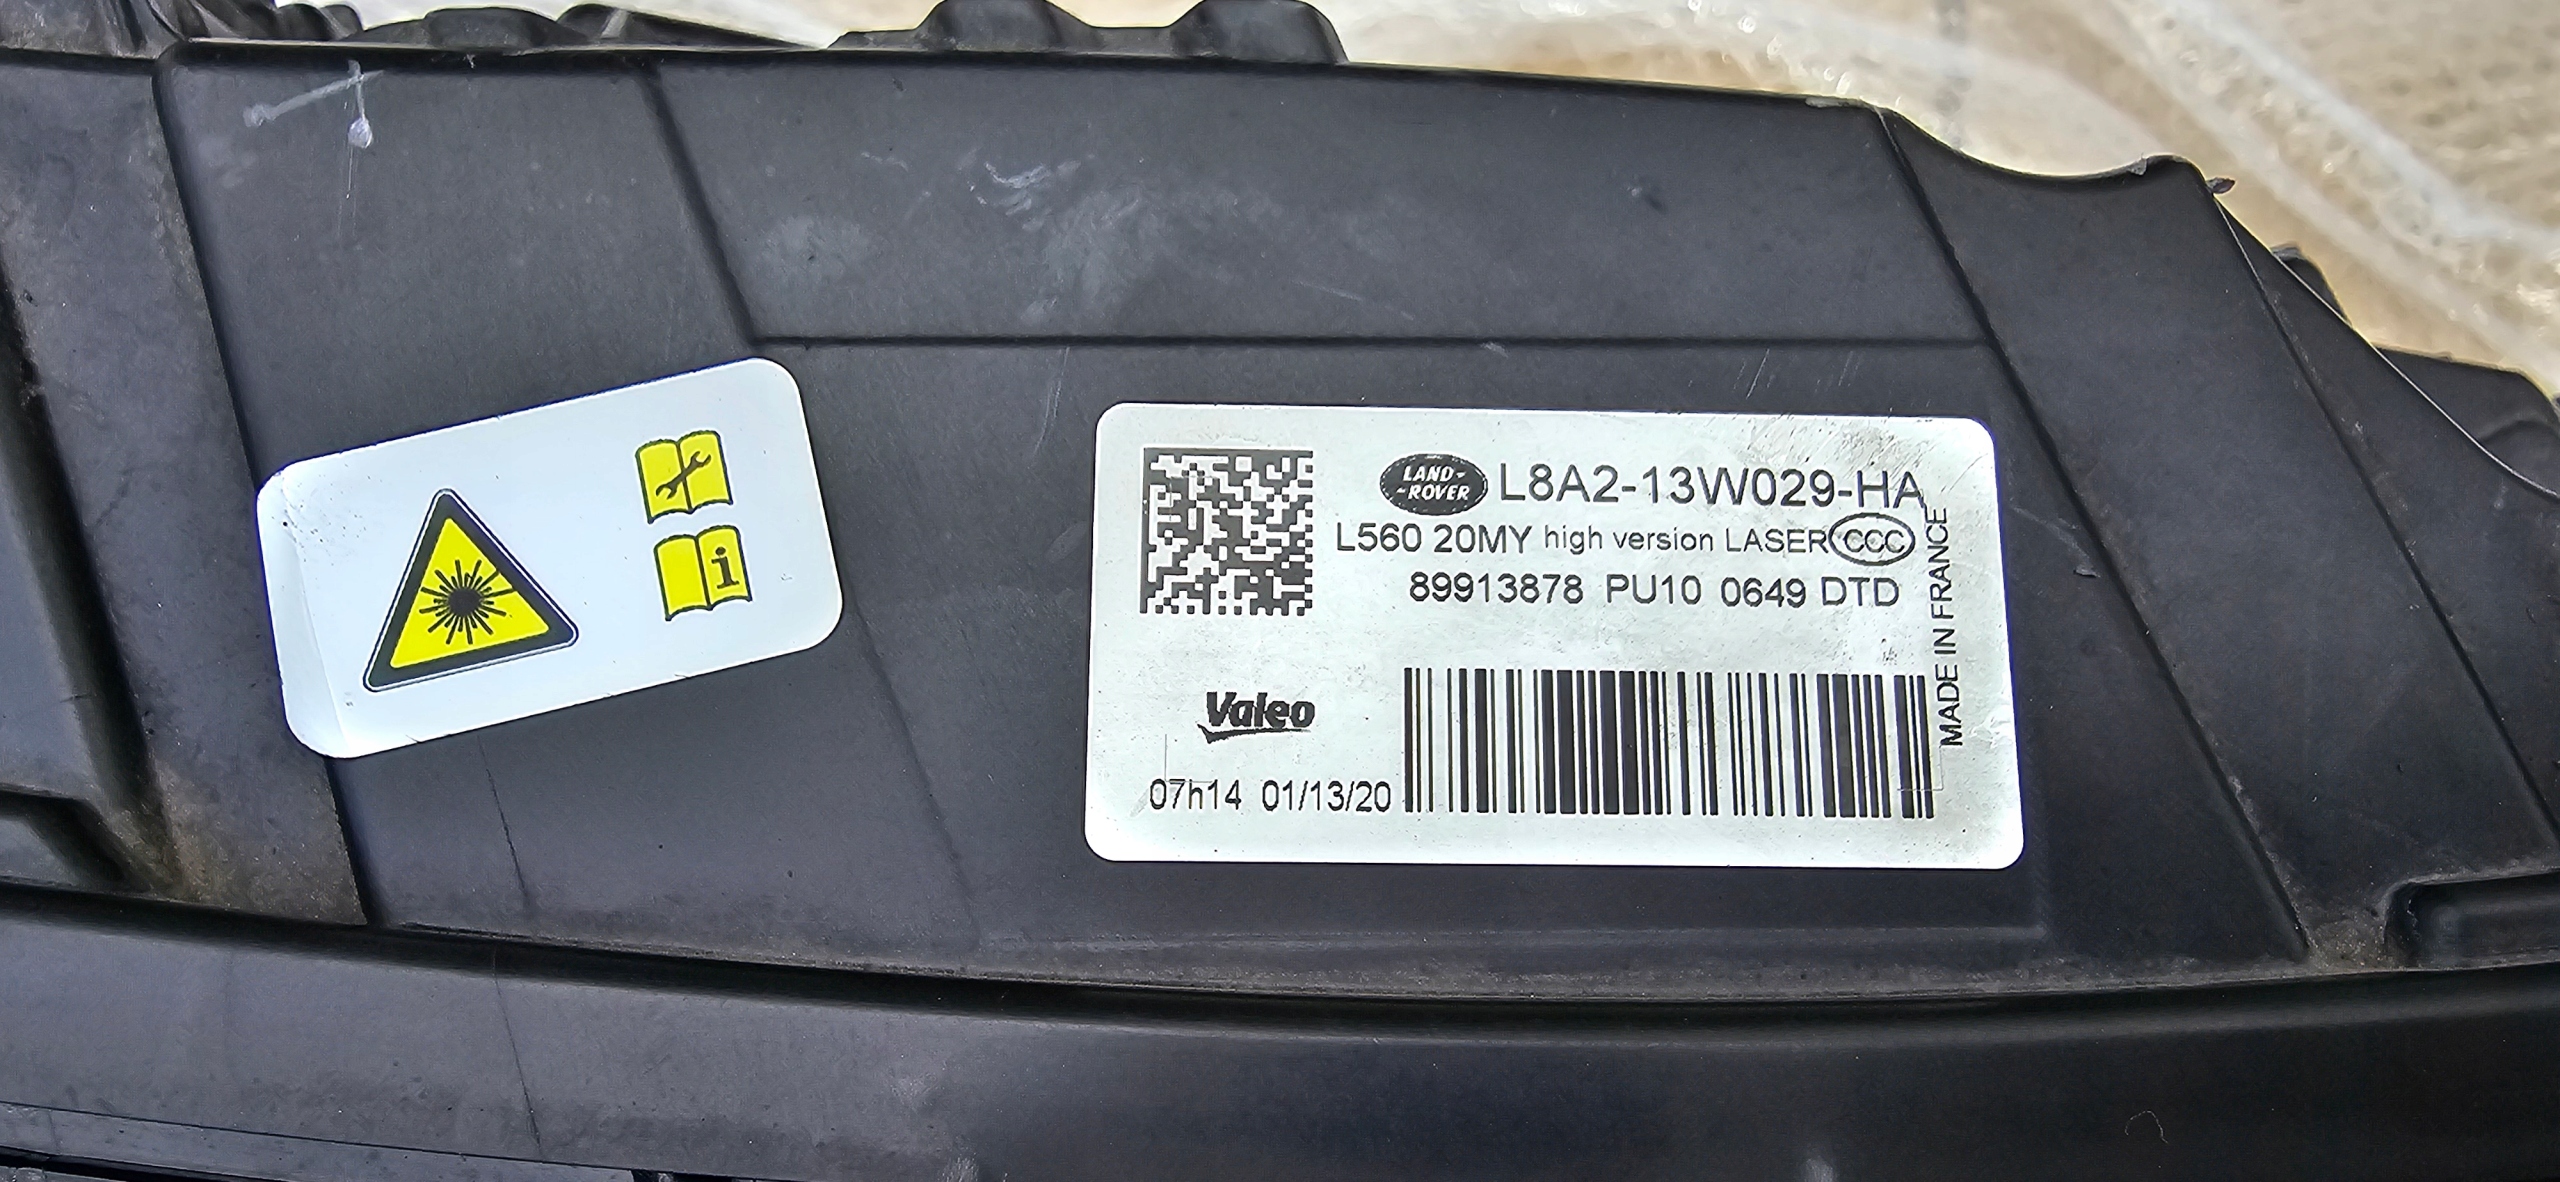 LAND-
-ROVER
L8A2-13W029-HA
L560 20MY high version LASER CCC
89913878 PU10 0649 DTD
MADE IN FRANCE
Valeo
07h14 01/13/20
i